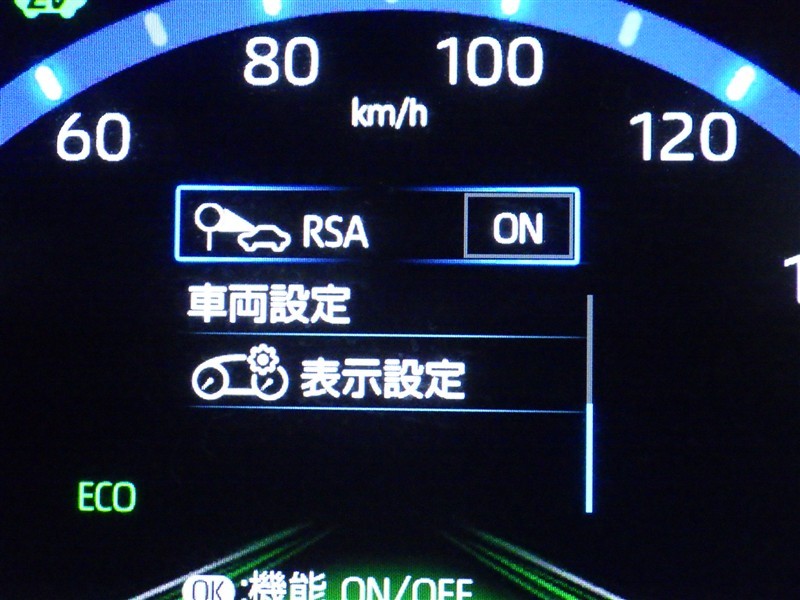 EV
80 100
km/h
60 120
RSA ON
車両設定
表示設定
ECO
OK:機能 ON/OFF